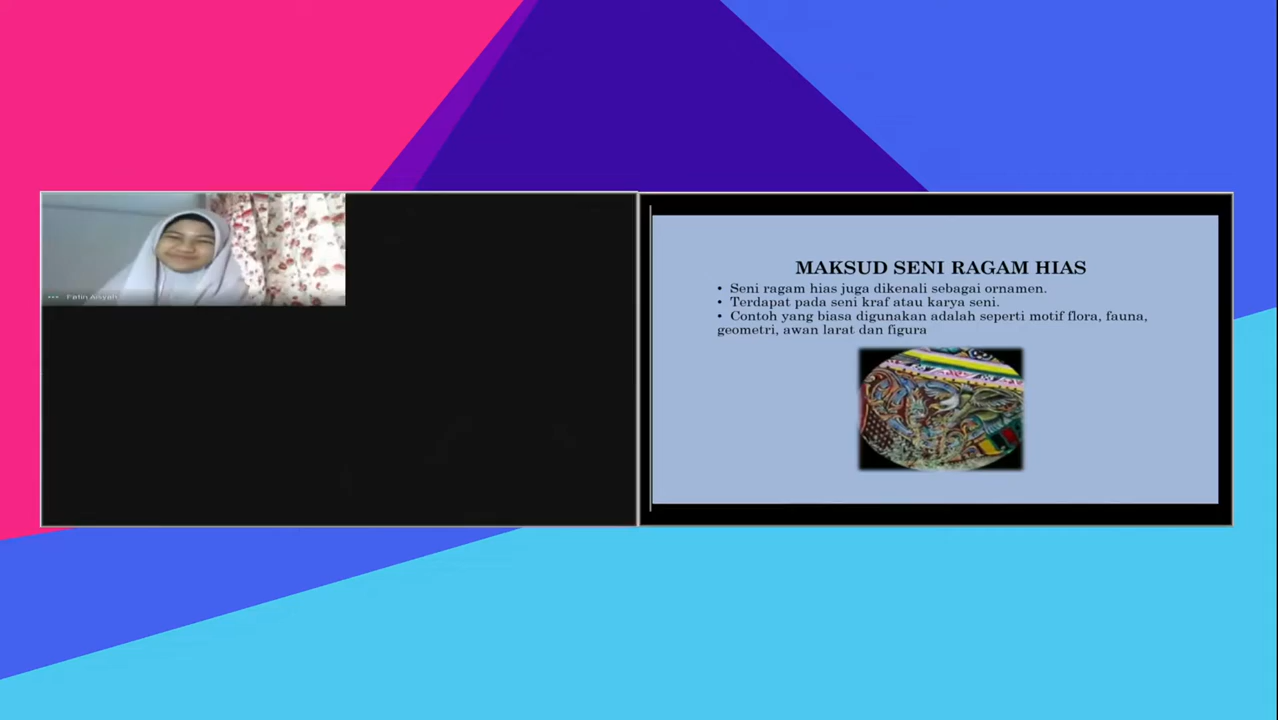 MAKSUD SENI RAGAM HIAS
• Seni ragam hias juga dikenali sebagai ornamen.
• Terdapat pada seni kraf atau karya seni.
• Contoh yang biasa digunakan adalah seperti motif flora, fauna,
geometri, awan larat dan figura